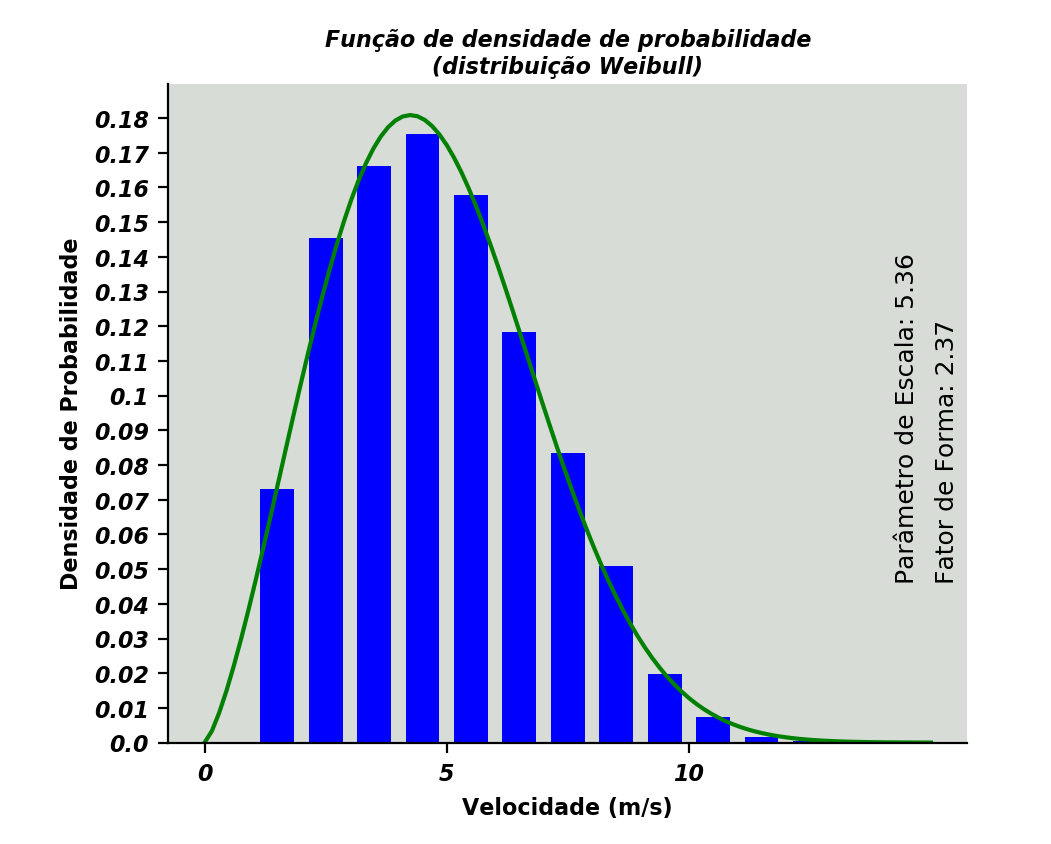 Função de densidade de probabilidade
(distribuição Weibull)
0.18
0.17
0.16
0.15
0.14
0.13
0.12
0.11
0.1
0.09
0.08
0.07
0.06
0.05
0.04
0.03
0.02
0.01
0.0
Densidade de Probabilidade
Parâmetro de Escala: 5.36
Fator de Forma: 2.37
0 5 10
Velocidade (m/s)